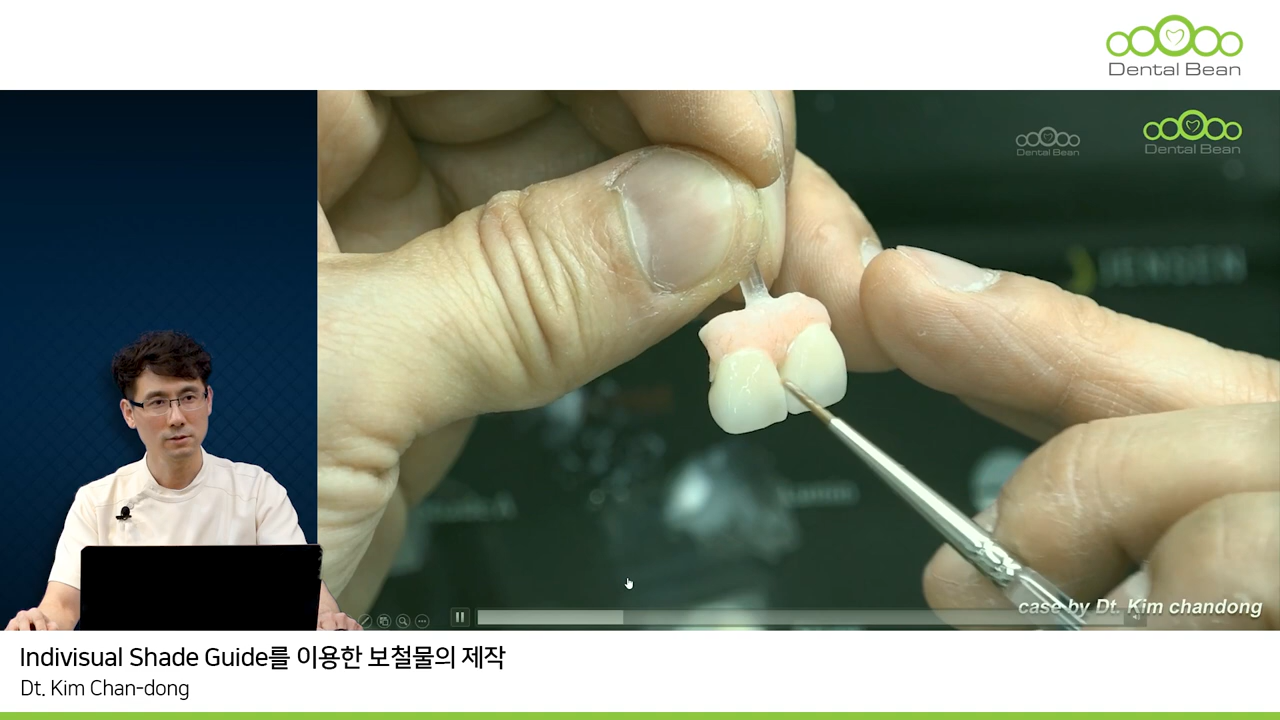 Dental Bean
Dental Bean
Dental Bean
JENSEN
case by Dt. Kim chandong
Indivisual Shade Guide를 이용한 보철물의 제작
Dt. Kim Chan-dong